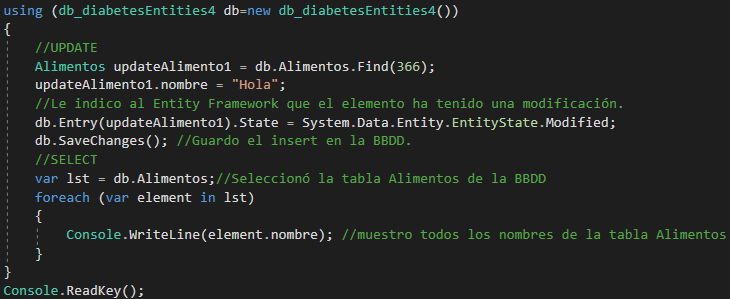 using (db_diabetesEntities4 db=new db_diabetesEntities4())
{
//UPDATE
Alimentos updateAlimento1 = db.Alimentos.Find(366);
updateAlimento1.nombre = "Hola";
//Le indico al Entity Framework que el elemento ha tenido una modificación.
db.Entry(updateAlimento1).State = System.Data.Entity.EntityState.Modified;
db.SaveChanges(); //Guardo el insert en la BBDD.
//SELECT
var lst = db.Alimentos;//Seleccionó la tabla Alimentos de la BBDD
foreach (var element in lst)
{
Console.WriteLine(element.nombre); //muestro todos los nombres de la tabla Alimentos
}
}
Console.ReadKey();